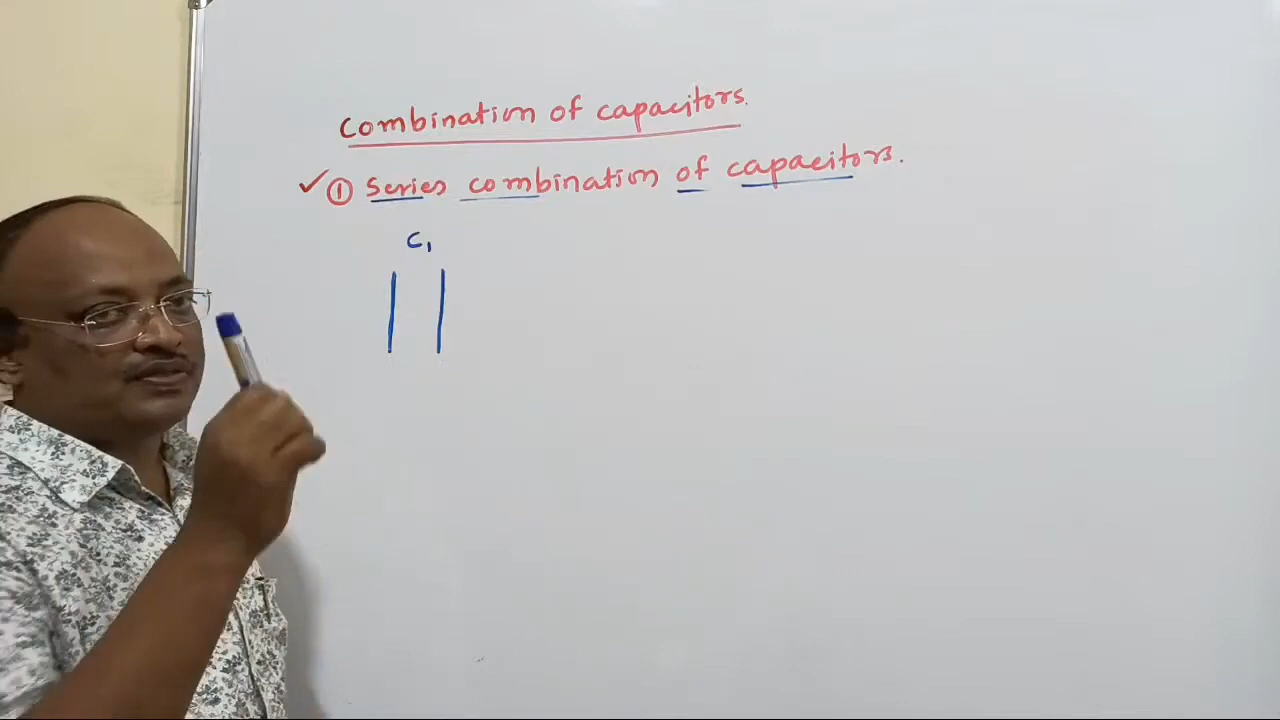 Combination of capacitors.
✓ ① Series combination of capacitors.
C₁